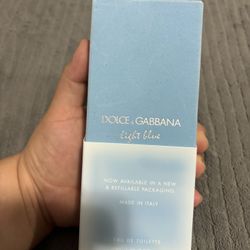 DOLCE & GABBANA
light blue
NOW AVAILABLE IN A NEW
& REFILLABLE PACKAGING
MADE IN ITALY
EAU DE TOILETTE